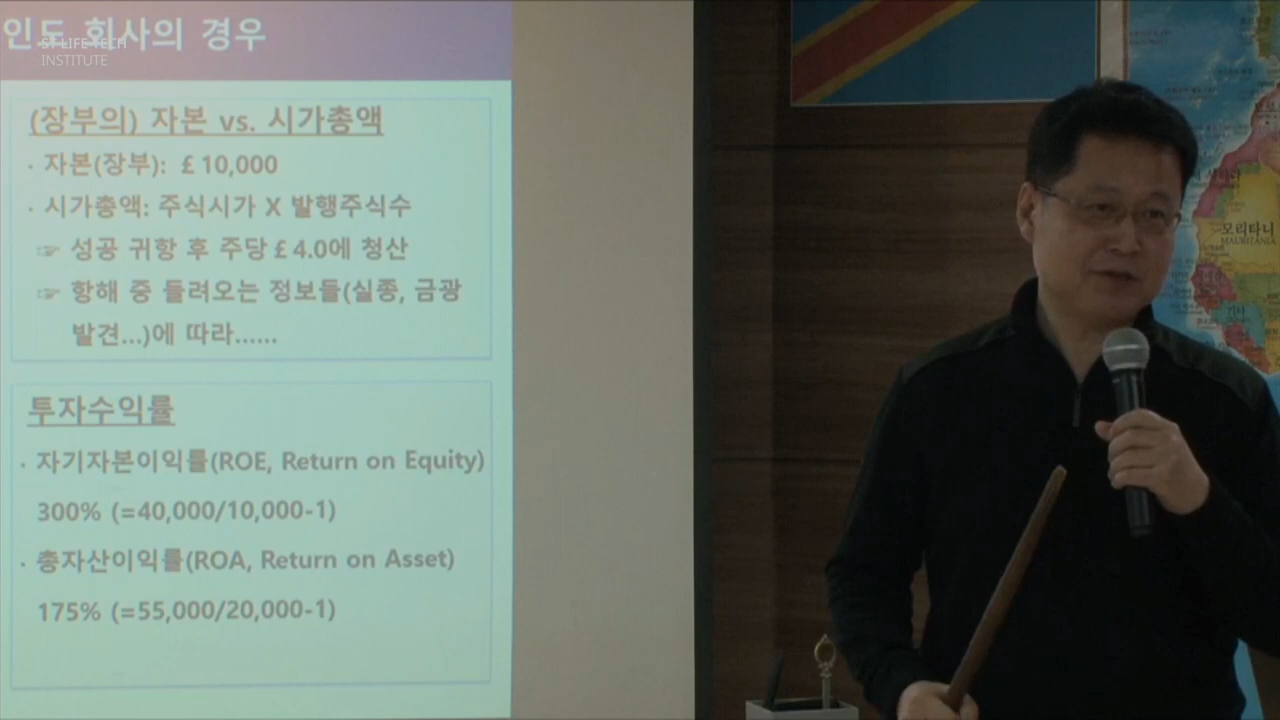 인도 회사의 경우
ST LIFE TECH
INSTITUTE
(장부의) 자본 vs. 시가총액
· 자본(장부): £ 10,000
· 시가총액: 주식시가 X 발행주식수
☞ 성공 귀항 후 주당 £ 4.0에 청산
☞ 항해 중 들려오는 정보들(실종, 금광
발견...)에 따라......
투자수익률
· 자기자본이익률(ROE, Return on Equity)
300% (=40,000/10,000-1)
· 총자산이익률(ROA, Return on Asset)
175% (=55,000/20,000-1)
모리타니
MAURITANIA
기니